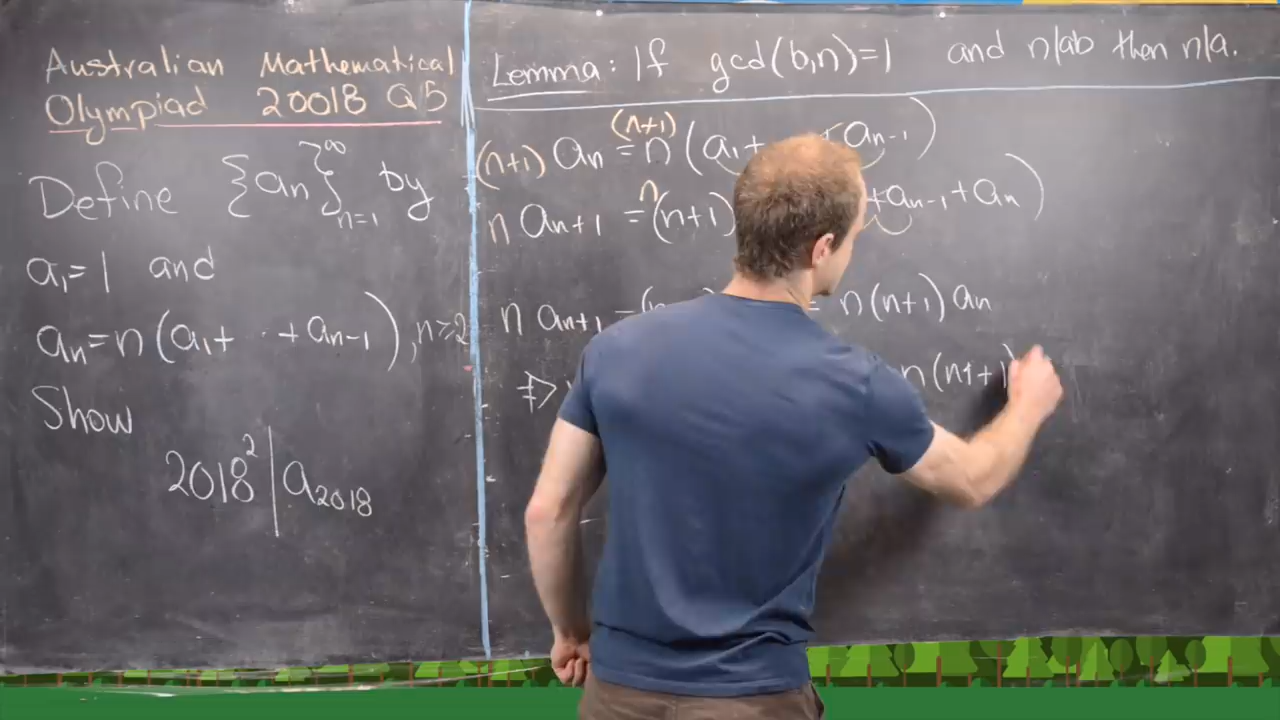 Australian Mathematical
Olympiad 20018 Q5
Define {an}∞n=1 by
a1=1 and
an=n(a1+ ··+an-1), n≥2
Show
2018²|a2018
Lemma: If gcd(b,n)=1 and n|ab then n|a.
(n+1) an = (n+1) n (a1+ +an-1)
n an+1 = n (n+1) +an-1+an)
n an+1 - (n = n(n+1) an
⇒ n(n+1)